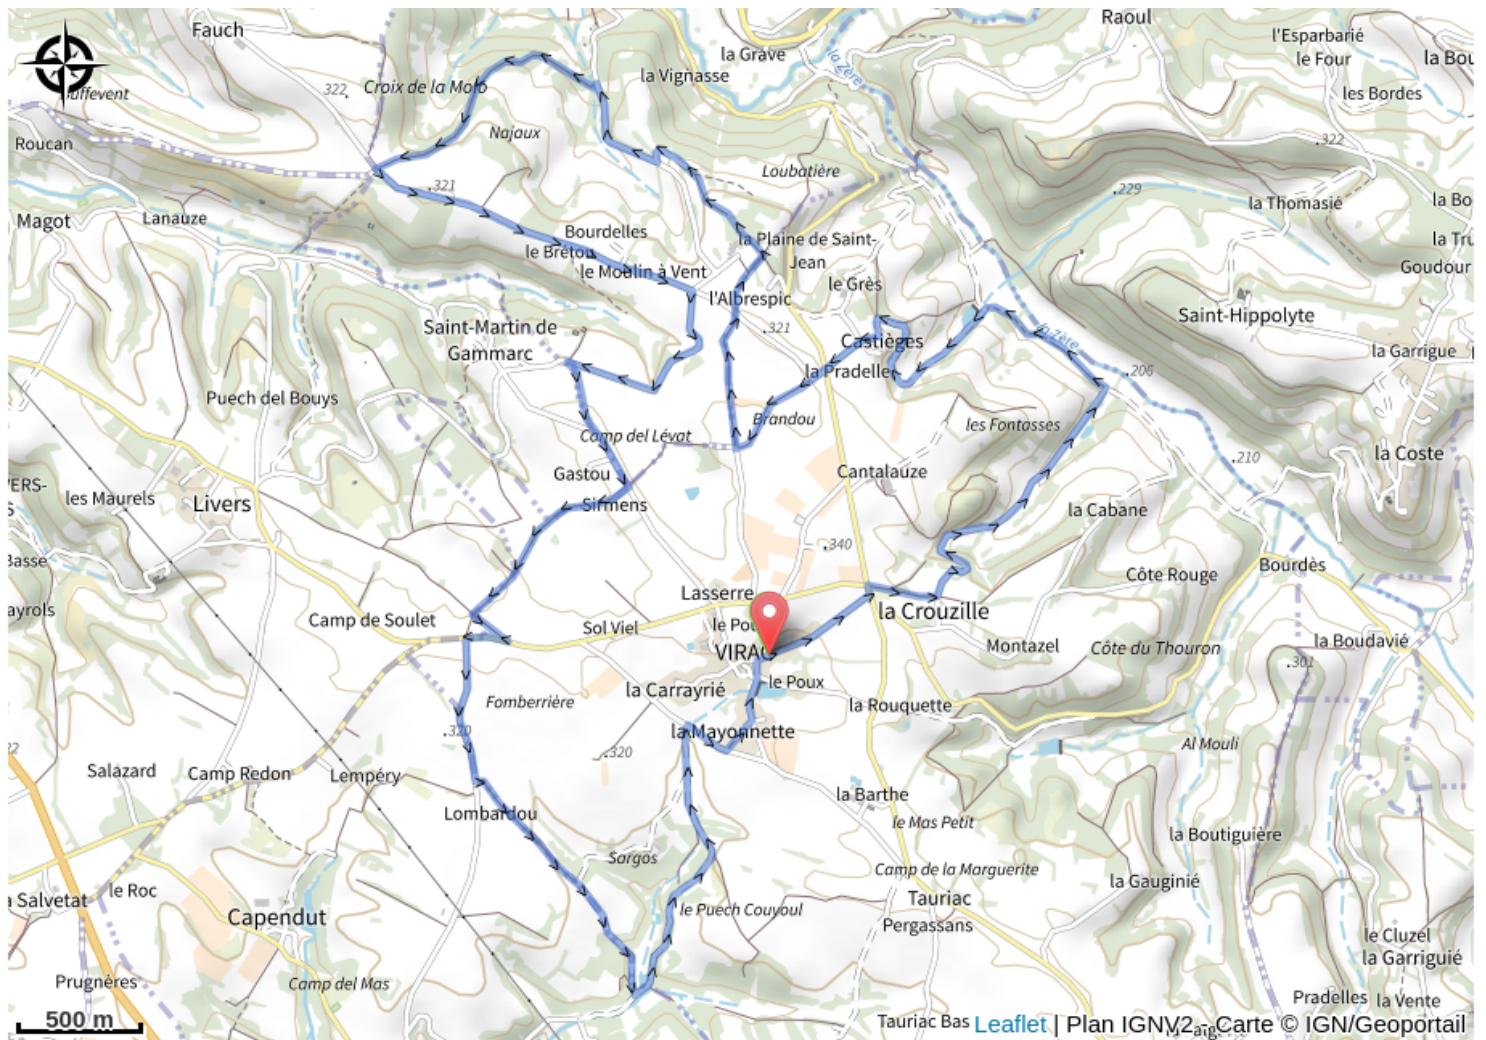 Fauch
Raoul
l'Esparbarié
le Four
la Grave
la Zère
la Vignasse
322
Croix de la Moto
les Bordes
Najaux
322
Roucan
Loubatière
321
229
la Thomasié
Magot
Lanauze
Bourdelles
la Plaine de Saint-
Jean
le Bréton
le Moulin à Vent
Goudour
le Grès
l'Albrespic
Saint-Hippolyte
321
Saint-Martin de
Gammarc
Castièges
la Zère
la Garrigue
la Pradelle
206
Puech del Bouys
Brandou
les Fontasses
Camp del Lévat
la Coste
210
Gastou
Cantalauze
les Maurels
Livers
Sirmens
la Cabane
340
Bourdès
Côte Rouge
Lasserre
la Crouzille
Camp de Soulet
Sol Viel
Montazel
Côte du Thouron
la Boudavié
301
la Carrayrié
le Poux
Fomberrière
la Rouquette
320
la Mayonnette
Al Mouli
320
Salazard
Camp Redon
Lempéry
la Barthe
Lombardou
le Mas Petit
la Boutiguière
Sargos
Camp de la Marguerite
la Gauginié
le Roc
Salvetat
Tauriac
Pergassans
le Puech Couyoul
Capendut
le Cluzel
la Garriguié
Prugnères
Camp del Mas
Pradelles
la Vente
500 m
Tauriac Bas
Leaflet | Plan IGNV2 - Carte © IGN/Geoportail